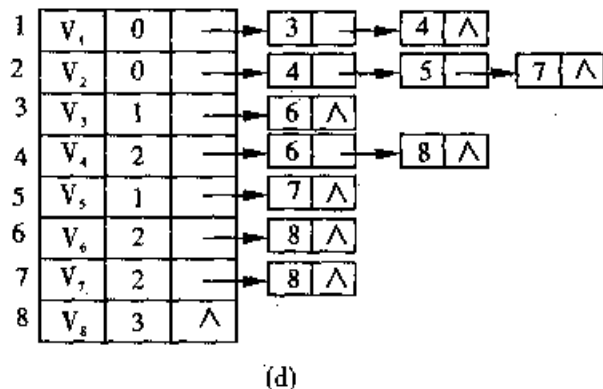 1 V₁ 0 3 4 ∧
2 V₂ 0 4 5 7 ∧
3 V₃ 1 6 ∧
4 V₄ 2 6 8 ∧
5 V₅ 1 7 ∧
6 V₆ 2 8 ∧
7 V₇ 2 8 ∧
8 V₈ 3 ∧
(d)